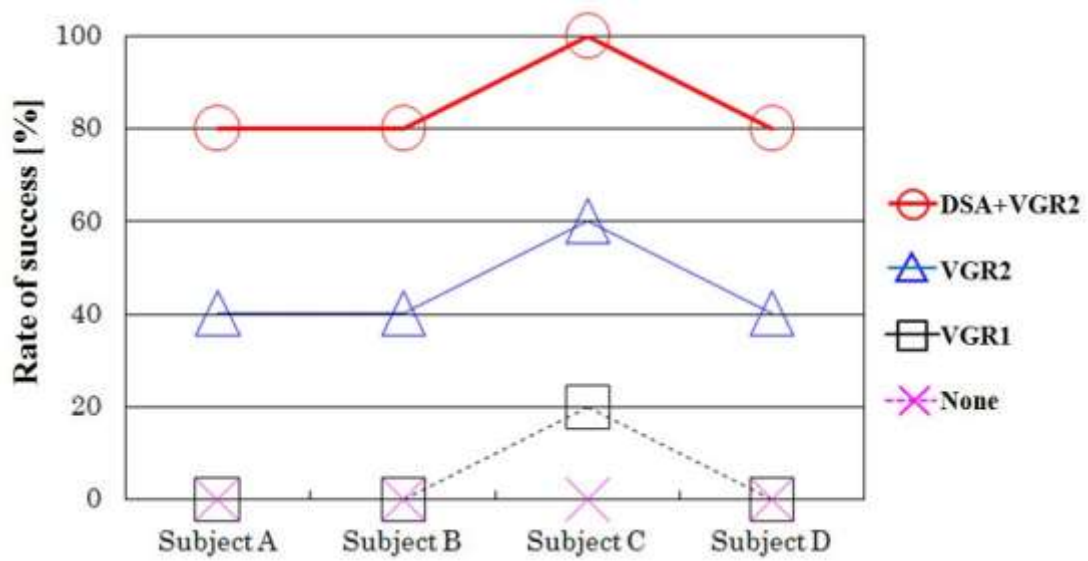 Rate of success [%]
100
80
60
40
20
0
Subject A
Subject B
Subject C
Subject D
DSA+VGR2
VGR2
VGR1
None